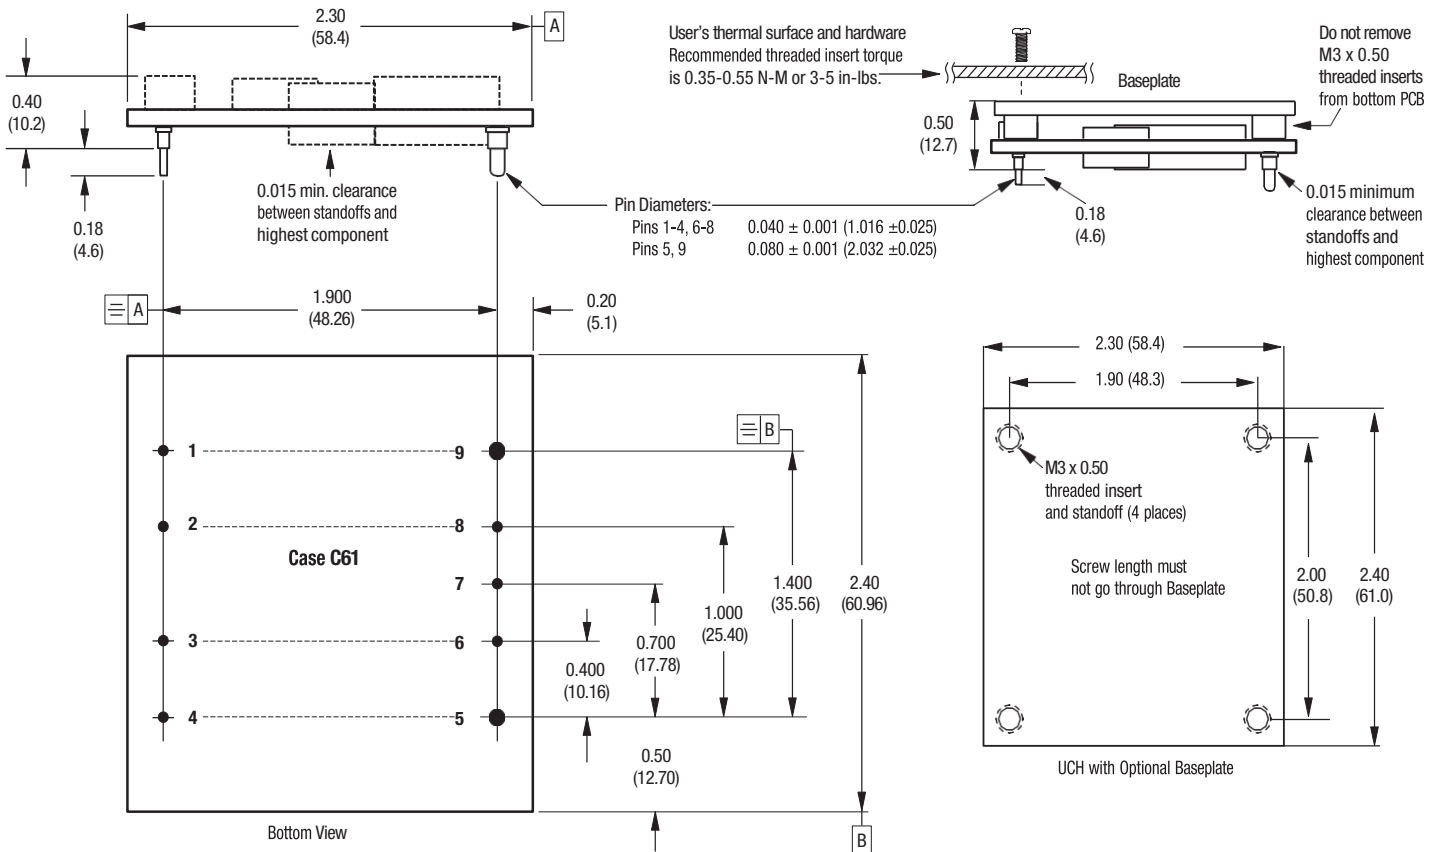 2.30
(58.4)
A
0.40
(10.2)
0.18
(4.6)
0.015 min. clearance
between standoffs and
highest component
User's thermal surface and hardware
Recommended threaded insert torque
is 0.35-0.55 N-M or 3-5 in-lbs.
Do not remove
M3 x 0.50
threaded inserts
from bottom PCB
Baseplate
0.50
(12.7)
0.18
(4.6)
0.015 minimum
clearance between
standoffs and
highest component
Pin Diameters:
Pins 1-4, 6-8 0.040 ± 0.001 (1.016 ±0.025)
Pins 5, 9 0.080 ± 0.001 (2.032 ±0.025)
A
1.900
(48.26)
0.20
(5.1)
B
1
9
2
8
Case C61
7
3
6
4
5
0.400
(10.16)
0.700
(17.78)
1.000
(25.40)
1.400
(35.56)
2.40
(60.96)
0.50
(12.70)
B
Bottom View
2.30 (58.4)
1.90 (48.3)
M3 x 0.50
threaded insert
and standoff (4 places)
Screw length must
not go through Baseplate
2.00
(50.8)
2.40
(61.0)
UCH with Optional Baseplate